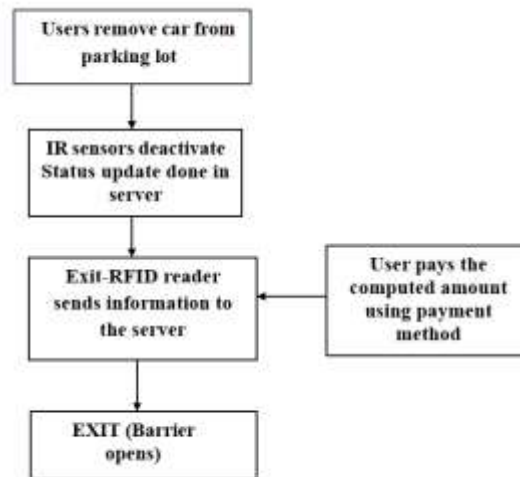 Users remove car from
parking lot
IR sensors deactivate
Status update done in
server
Exit-RFID reader
sends information to
the server
User pays the
computed amount
using payment
method
EXIT (Barrier
opens)